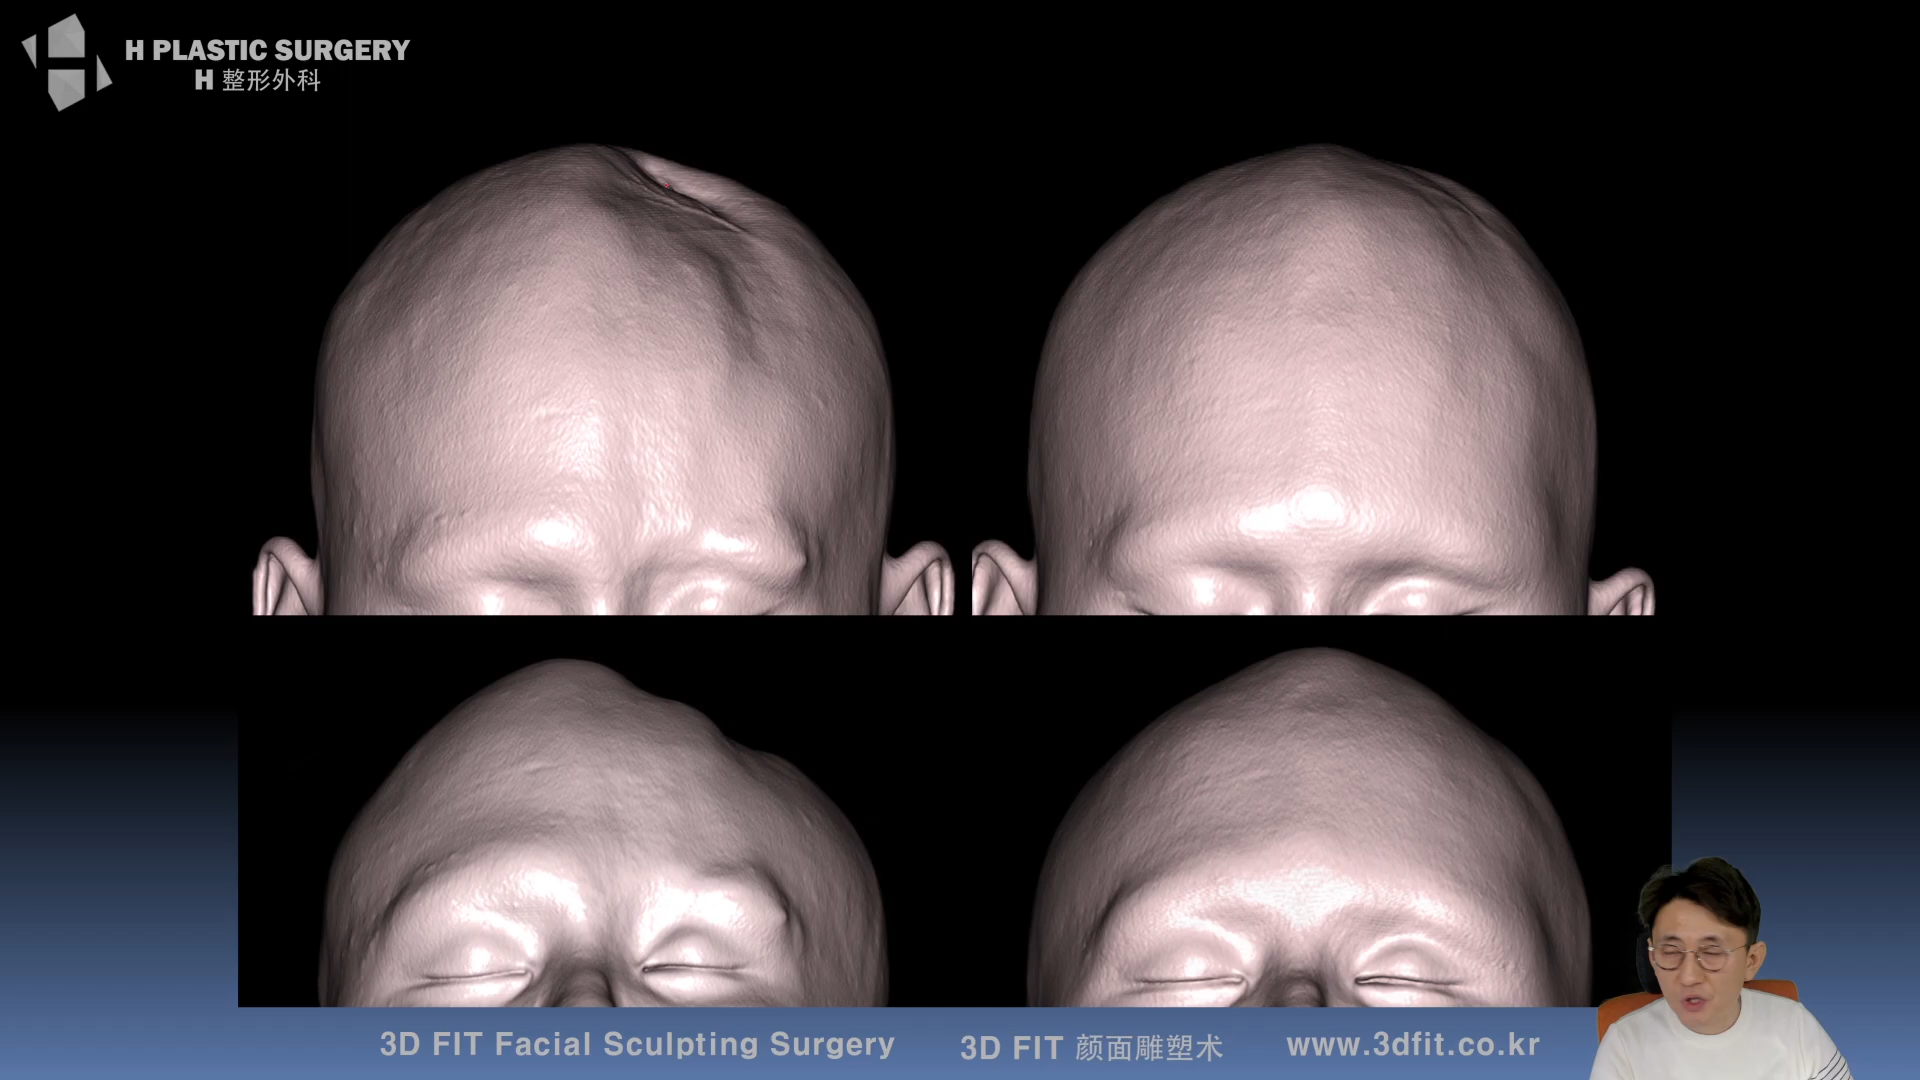 H PLASTIC SURGERY
H 整形外科
3D FIT Facial Sculpting Surgery
3D FIT 颜面雕塑术
www.3dfit.co.kr